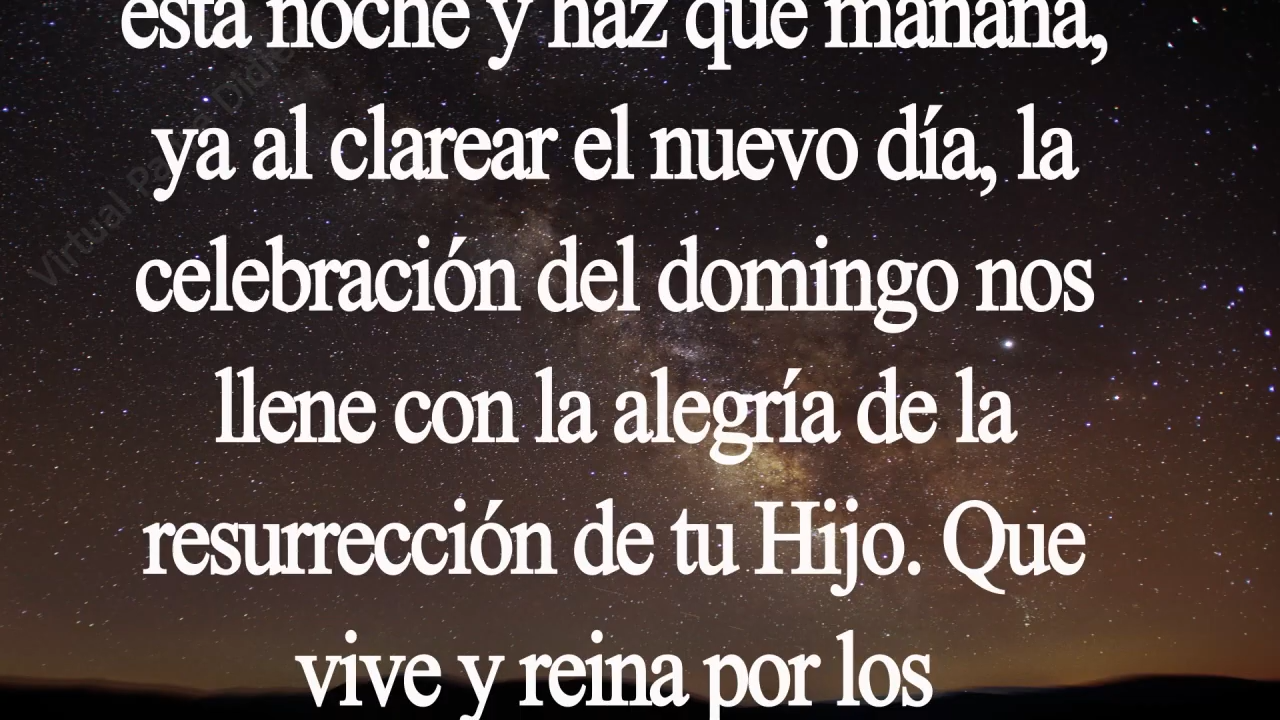 esta noche y haz que mañana,
ya al clarear el nuevo día, la
celebración del domingo nos
llene con la alegría de la
resurrección de tu Hijo. Que
vive y reina por los
Virtual